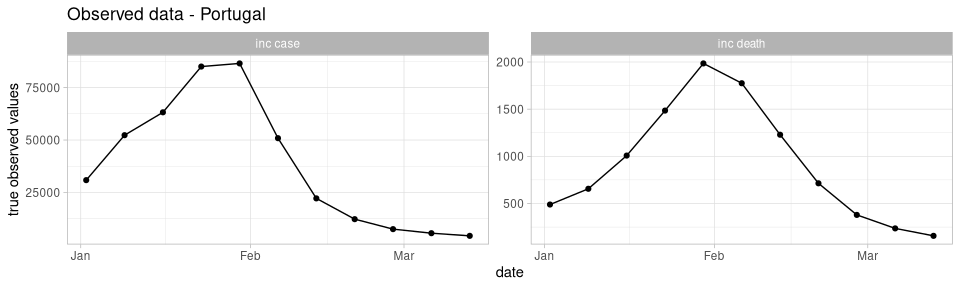 Observed data - Portugal
inc case
inc death
true observed values
75000
50000
25000
2000
1500
1000
500
Jan
Feb
Mar
Jan
Feb
Mar
date